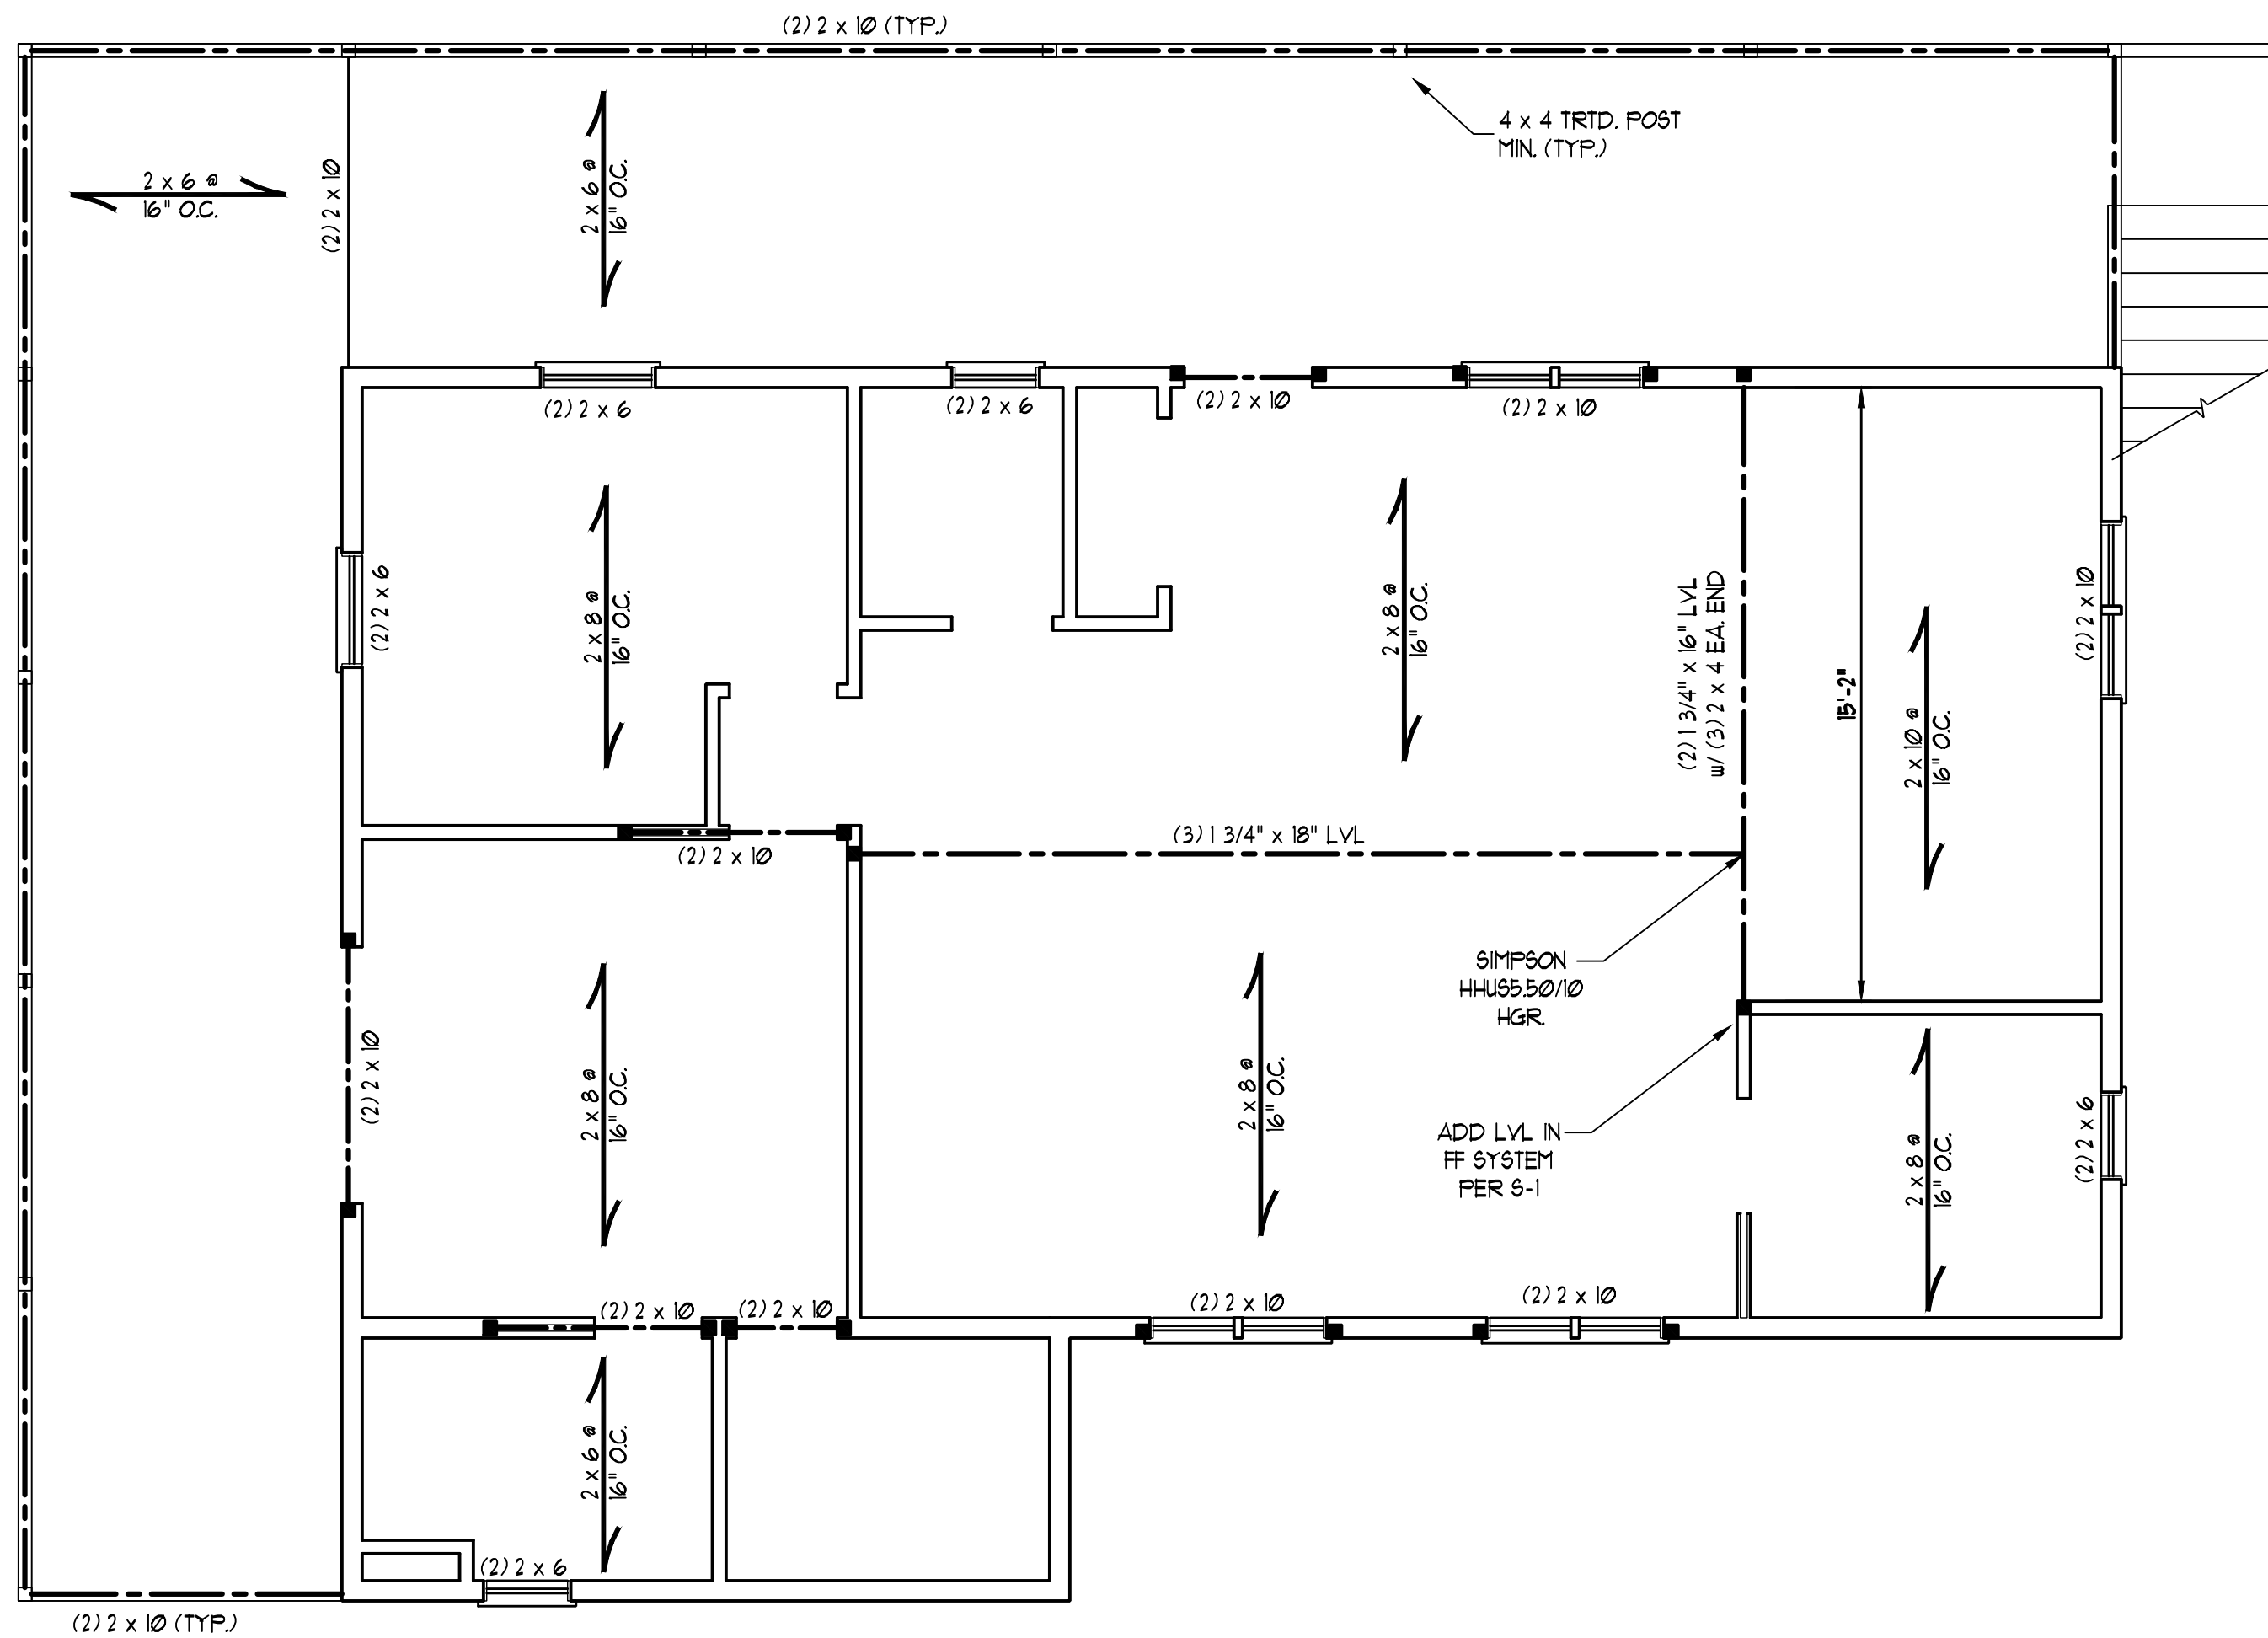 (2) 2 x 10 (TYP.)
4 x 4 TRTD. POST
MIN. (TYP.)
2 x 6 @
16" O.C.
(2) 2 x 10
2 x 6 @
16" O.C.
(2) 2 x 6
(2) 2 x 6
(2) 2 x 10
(2) 2 x 10
(2) 2 x 6
2 x 8 @
16" O.C.
2 x 8 @
16" O.C.
(2) 1 3/4" x 16" LVL
w/ (3) 2 x 4 EA. END
15'-2"
2 x 10 @
16" O.C.
(2) 2 x 10
(2) 2 x 10
(3) 1 3/4" x 18" LVL
SIMPSON
HHUS5.50/10
HGR.
(2) 2 x 10
2 x 8 @
16" O.C.
2 x 8 @
16" O.C.
ADD LVL IN
FF SYSTEM
PER S-1
2 x 8 @
16" O.C.
(2) 2 x 6
(2) 2 x 10
(2) 2 x 10
(2) 2 x 10
(2) 2 x 10
2 x 6 @
16" O.C.
(2) 2 x 6
(2) 2 x 10 (TYP.)